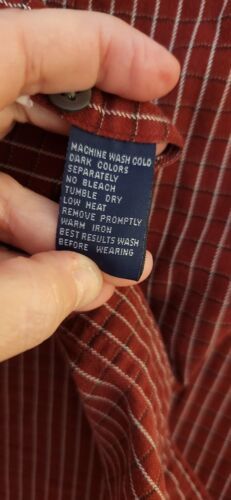 MACHINE WASH COLD
DARK COLORS
SEPARATELY
NO BLEACH
TUMBLE DRY
LOW HEAT
REMOVE PROMPTLY
WARM IRON
BEST RESULTS WASH
BEFORE WEARING